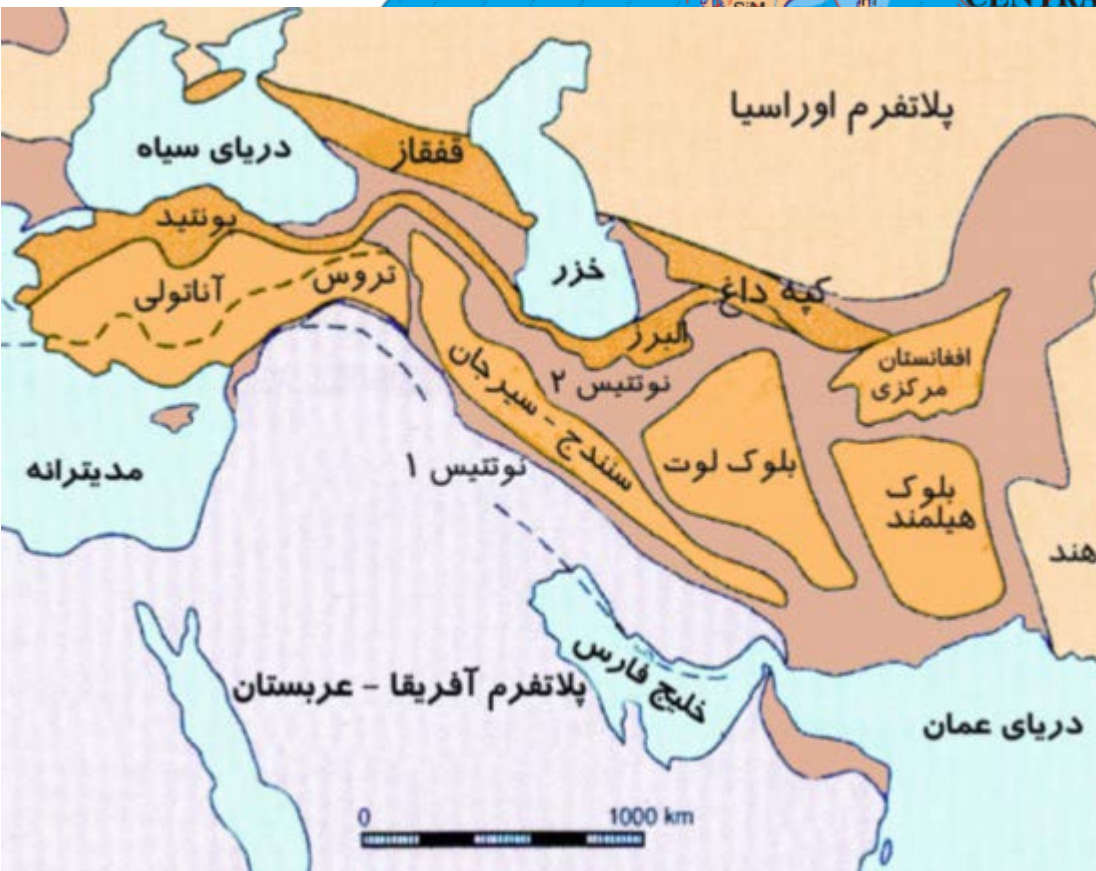 CENTRA
پلاتفرم اوراسیا
دریای سیاه
قفقاز
پونتید
خزر
تروس
آناتولی
کپه داغ
البرز
افغانستان
مرکزی
نوتتیس ۲
سنندج - سیرجان
بلوک لوت
نوتتیس ۱
مدیترانه
بلوک
هیلمند
هند
خلیج فارس
پلاتفرم آفریقا - عربستان
دریای عمان
0
1000 km